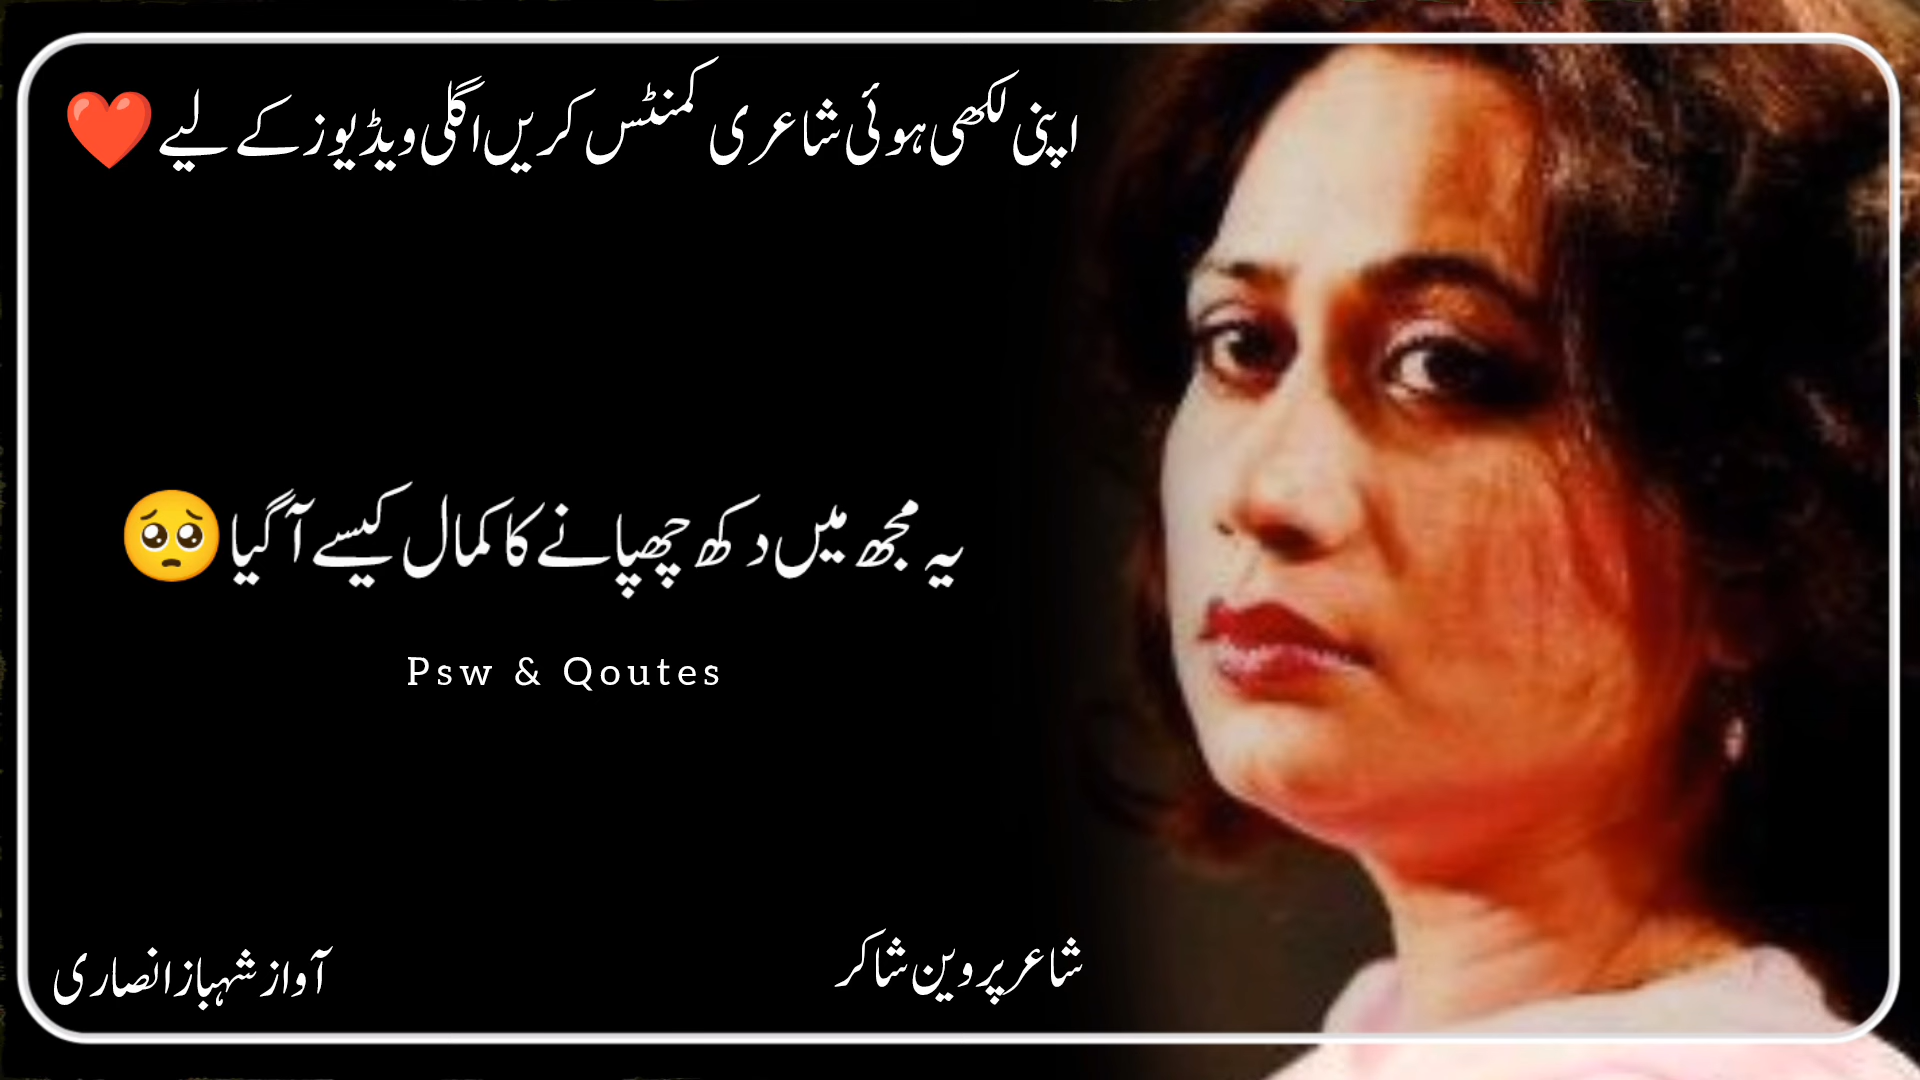 اپنی لکھی ہوئی شاعری کمنٹس کریں اگلی ویڈیوز کے لیے ❤️
یہ مجھ میں دکھ چھپانے کا کمال کیسے آ گیا 🥺
Psw & Qoutes
شاعر پروین شاکر
آواز شہباز انصاری